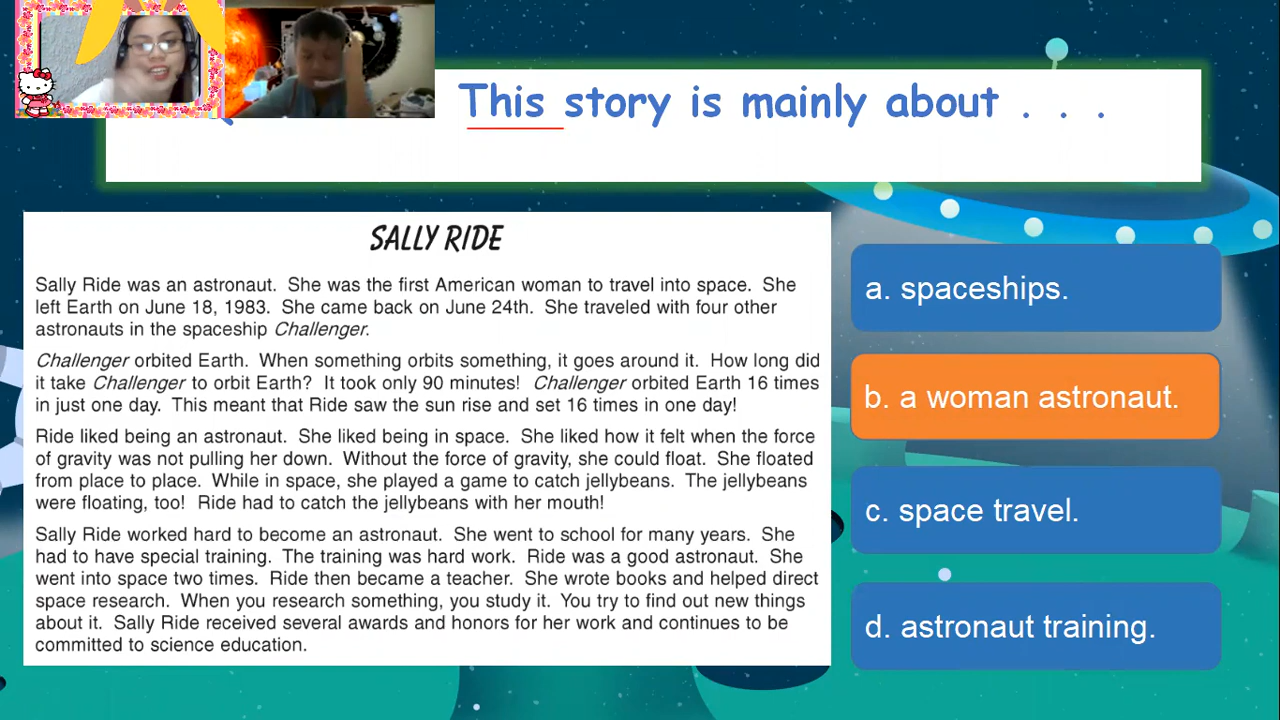 This story is mainly about . . .
SALLY RIDE
Sally Ride was an astronaut. She was the first American woman to travel into space. She
left Earth on June 18, 1983. She came back on June 24th. She traveled with four other
astronauts in the spaceship Challenger.
Challenger orbited Earth. When something orbits something, it goes around it. How long did
it take Challenger to orbit Earth? It took only 90 minutes! Challenger orbited Earth 16 times
in just one day. This meant that Ride saw the sun rise and set 16 times in one day!
Ride liked being an astronaut. She liked being in space. She liked how it felt when the force
of gravity was not pulling her down. Without the force of gravity, she could float. She floated
from place to place. While in space, she played a game to catch jellybeans. The jellybeans
were floating, too! Ride had to catch the jellybeans with her mouth!
Sally Ride worked hard to become an astronaut. She went to school for many years. She
had to have special training. The training was hard work. Ride was a good astronaut. She
went into space two times. Ride then became a teacher. She wrote books and helped direct
space research. When you research something, you study it. You try to find out new things
about it. Sally Ride received several awards and honors for her work and continues to be
committed to science education.
a. spaceships.
b. a woman astronaut.
c. space travel.
d. astronaut training.